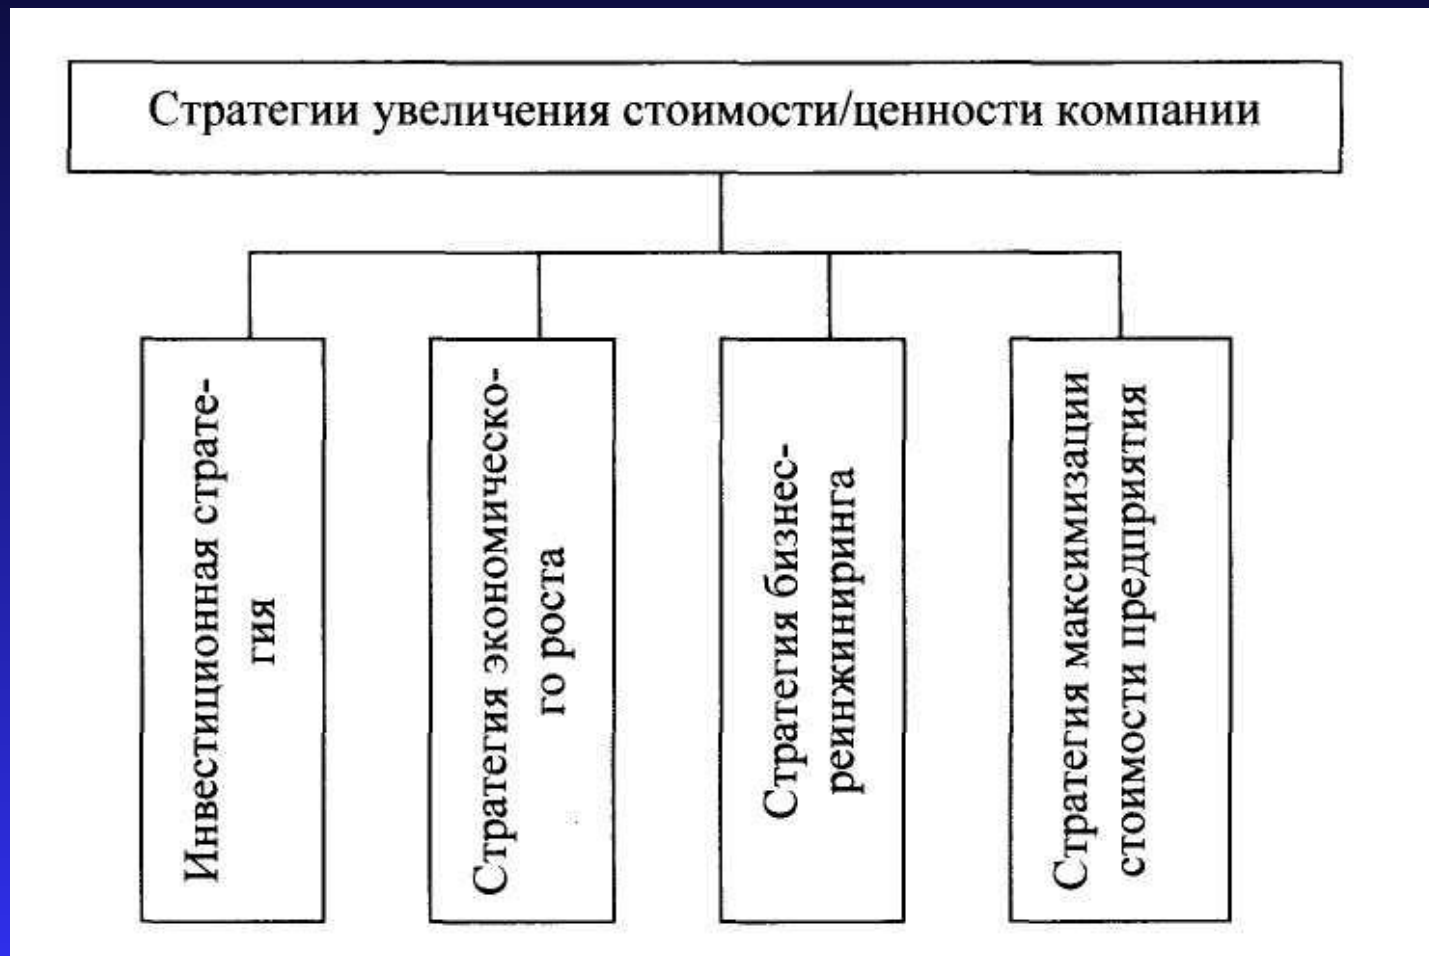 Стратегии увеличения стоимости/ценности компании
Инвестиционная страте-
гия
Стратегия экономическо-
го роста
Стратегия бизнес-
реинжиниринга
Стратегия максимизации
стоимости предприятия